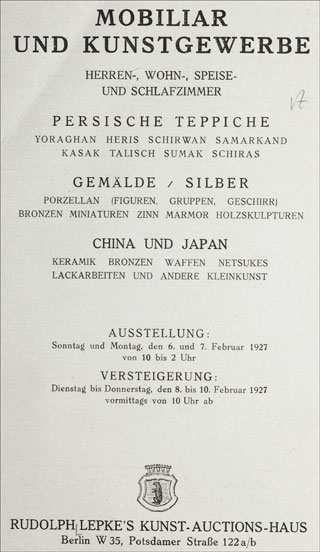 MOBILIAR
UND KUNSTGEWERBE
HERREN-, WOHN-, SPEISE-
UND SCHLAFZIMMER
PERSISCHE TEPPICHE
YORAGHAN HERIS SCHIRWAN SAMARKAND
KASAK TALISCH SUMAK SCHIRAS
GEMÄLDE / SILBER
PORZELLAN (FIGUREN, GRUPPEN, GESCHIRR)
BRONZEN MINIATUREN ZINN MARMOR HOLZSKULPTUREN
CHINA UND JAPAN
KERAMIK BRONZEN WAFFEN NETSUKES
LACKARBEITEN UND ANDERE KLEINKUNST
AUSSTELLUNG:
Sonntag und Montag, den 6. und 7. Februar 1927
von 10 bis 2 Uhr
VERSTEIGERUNG:
Dienstag bis Donnerstag, den 8. bis 10. Februar 1927
vormittags von 10 Uhr ab
RUDOLPH LEPKE'S KUNST-AUCTIONS-HAUS
Berlin W 35, Potsdamer Straße 122 a/b